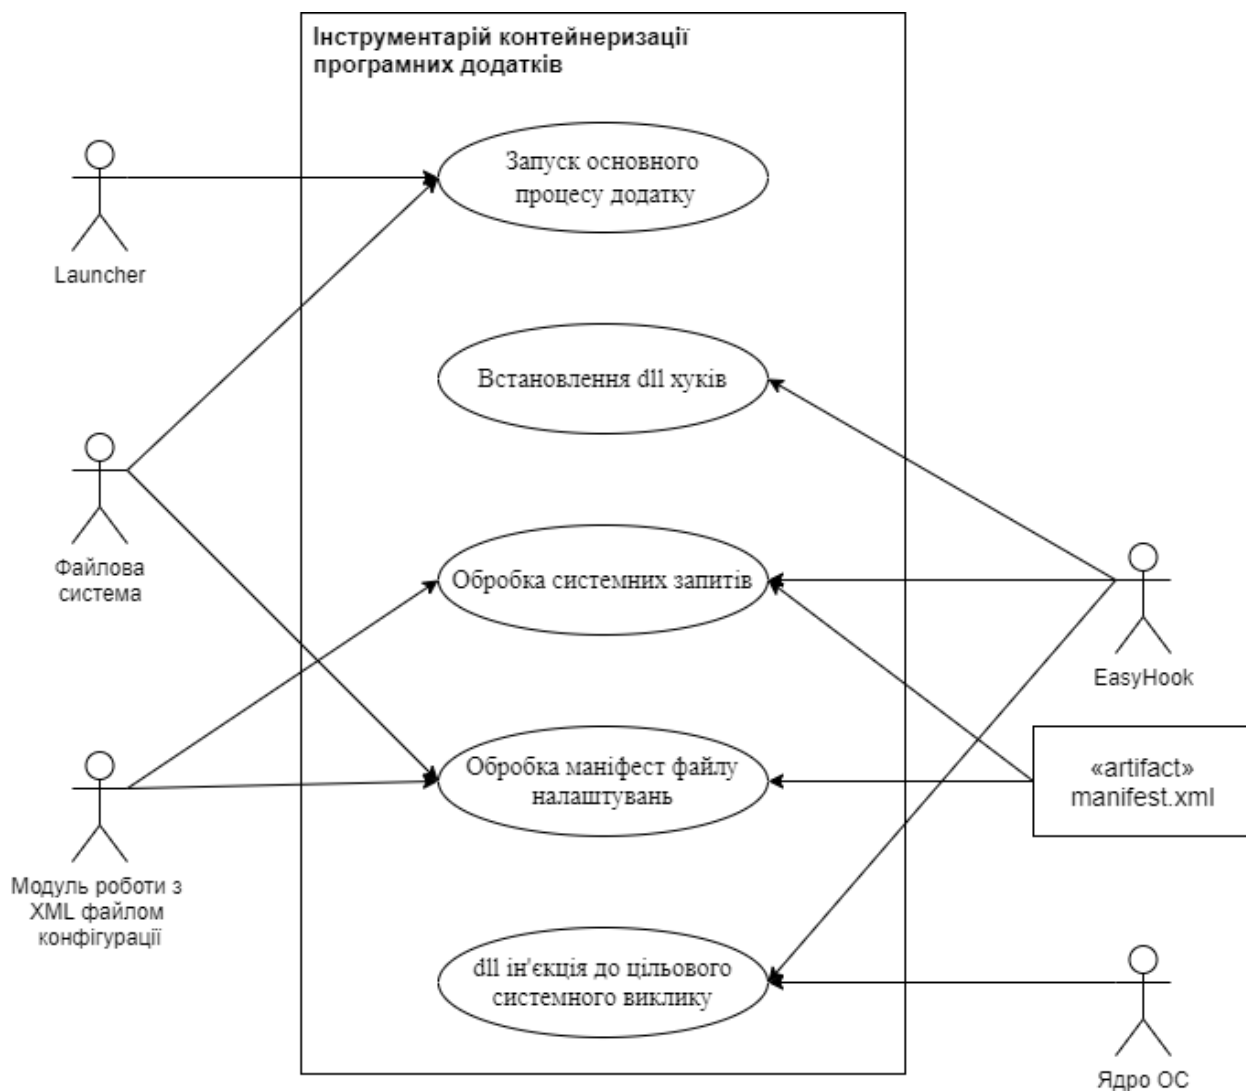 Інструментарій контейнеризації
програмних додатків
Запуск основного
процесу додатку
Launcher
Встановлення dll хуків
Файлова
система
Обробка системних запитів
EasyHook
Обробка маніфест файлу
налаштувань
«artifact»
manifest.xml
Модуль роботи з
XML файлом
конфігурації
dll ін'єкція до цільового
системного виклику
Ядро ОС